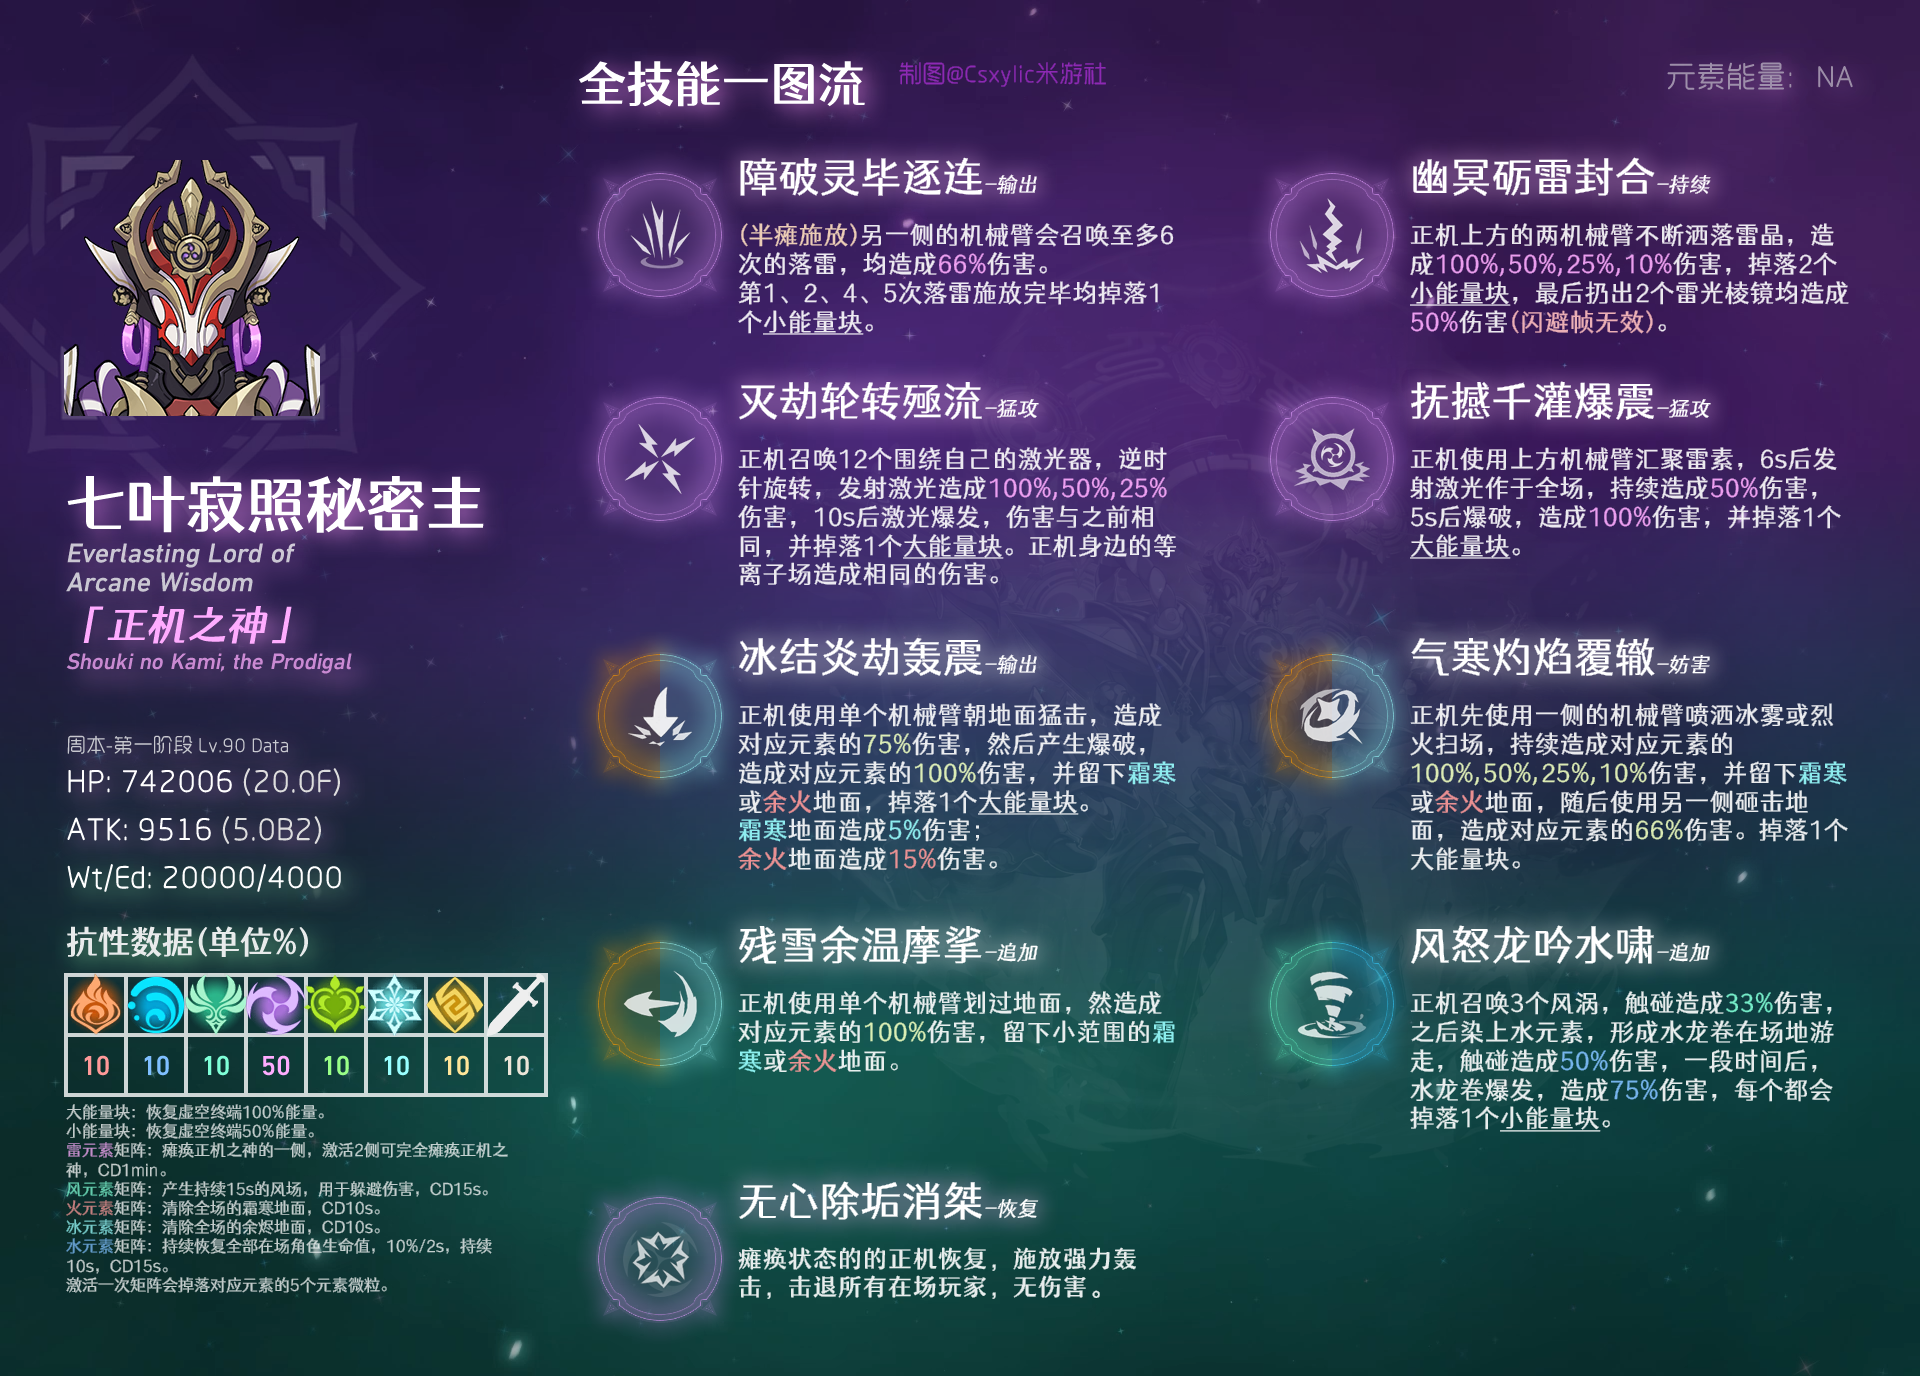 全技能一图流
制图@Csxylic米游社
元素能量： NA
七叶寂照秘密主
Everlasting Lord of
Arcane Wisdom
「正机之神」
Shouki no Kami, the Prodigal
周本-第一阶段 Lv.90 Data
HP: 742006 (20.0F)
ATK: 9516 (5.0B2)
Wt/Ed: 20000/4000
抗性数据(单位%)
10 10 10 50 10 10 10 10
大能量块：恢复虚空终端100%能量。
小能量块：恢复虚空终端50%能量。
雷元素矩阵：瘫痪正机之神的一侧，激活2侧可完全瘫痪正机之
神，CD1min。
风元素矩阵：产生持续15s的风场，用于躲避伤害，CD15s。
火元素矩阵：清除全场的霜寒地面，CD10s。
冰元素矩阵：清除全场的余烬地面，CD10s。
水元素矩阵：持续恢复全部在场角色生命值，10%/2s，持续
10s，CD15s。
激活一次矩阵会掉落对应元素的5个元素微粒。
障破灵毕逐连-输出
(半瘫施放)另一侧的机械臂会召唤至多6
次的落雷，均造成66%伤害。
第1、2、4、5次落雷施放完毕均掉落1
个小能量块。
幽冥砺雷封合-持续
正机上方的两机械臂不断洒落雷晶，造
成100%,50%,25%,10%伤害，掉落2个
小能量块，最后扔出2个雷光棱镜均造成
50%伤害(闪避帧无效)。
灭劫轮转殛流-猛攻
正机召唤12个围绕自己的激光器，逆时
针旋转，发射激光造成100%,50%,25%
伤害，10s后激光爆发，伤害与之前相
同，并掉落1个大能量块。正机身边的等
离子场造成相同的伤害。
抚撼千灌爆震-猛攻
正机使用上方机械臂汇聚雷素，6s后发
射激光作于全场，持续造成50%伤害，
5s后爆破，造成100%伤害，并掉落1个
大能量块。
冰结炎劫轰震-输出
正机使用单个机械臂朝地面猛击，造成
对应元素的75%伤害，然后产生爆破，
造成对应元素的100%伤害，并留下霜寒
或余火地面，掉落1个大能量块。
霜寒地面造成5%伤害；
余火地面造成15%伤害。
气寒灼焰覆辙-妨害
正机先使用一侧的机械臂喷洒冰雾或烈
火扫场，持续造成对应元素的
100%,50%,25%,10%伤害，并留下霜寒
或余火地面，随后使用另一侧砸击地
面，造成对应元素的66%伤害。掉落1个
大能量块。
残雪余温摩挲-追加
正机使用单个机械臂划过地面，然造成
对应元素的100%伤害，留下小范围的霜
寒或余火地面。
风怒龙吟水啸-追加
正机召唤3个风涡，触碰造成33%伤害，
之后染上水元素，形成水龙卷在场地游
走，触碰造成50%伤害，一段时间后，
水龙卷爆发，造成75%伤害，每个都会
掉落1个小能量块。
无心除垢消桀-恢复
瘫痪状态的的正机恢复，施放强力轰
击，击退所有在场玩家，无伤害。